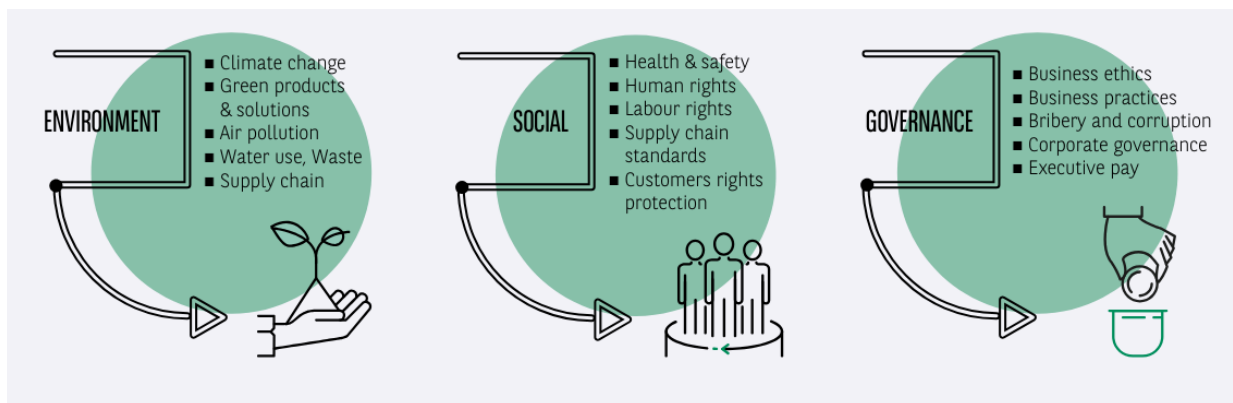 ENVIRONMENT
■ Climate change
■ Green products
& solutions
■ Air pollution
■ Water use, Waste
■ Supply chain
SOCIAL
■ Health & safety
■ Human rights
■ Labour rights
■ Supply chain
standards
■ Customers rights
protection
GOVERNANCE
■ Business ethics
■ Business practices
■ Bribery and corruption
■ Corporate governance
■ Executive pay